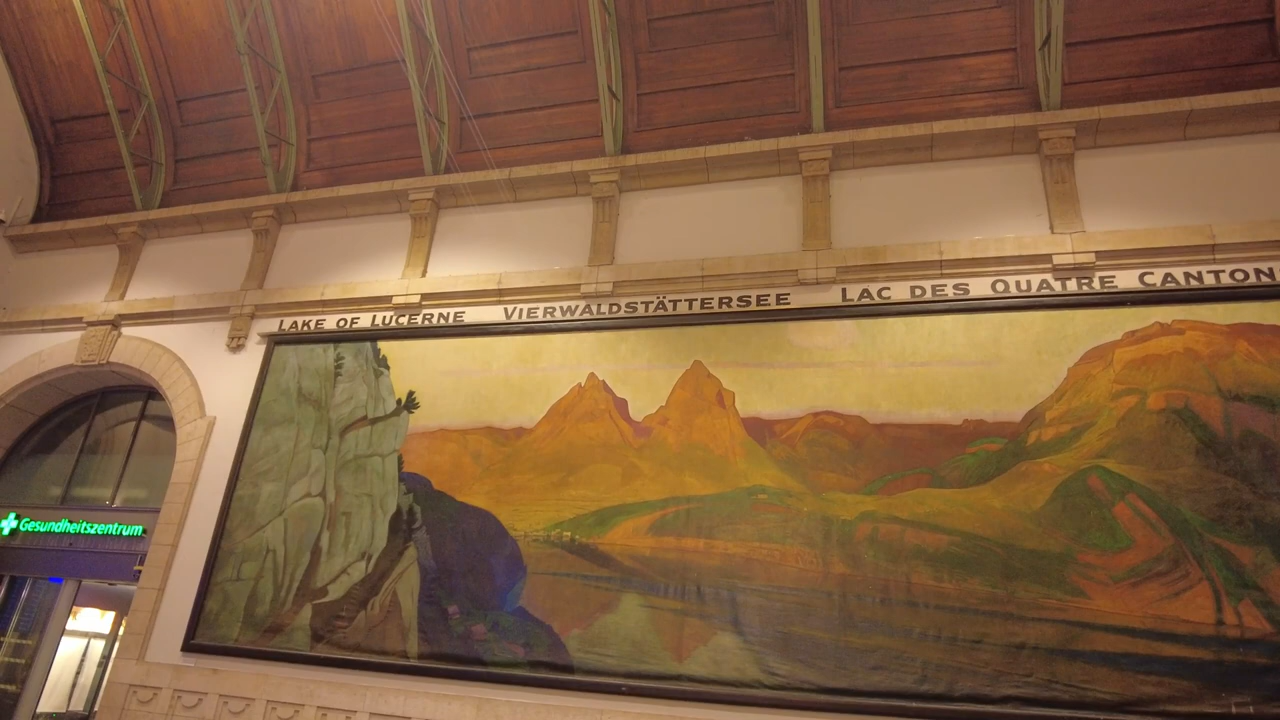 LAKE OF LUCERNE VIERWALDSTÄTTERSEE LAC DES QUATRE CANTON
Gesundheitszentrum